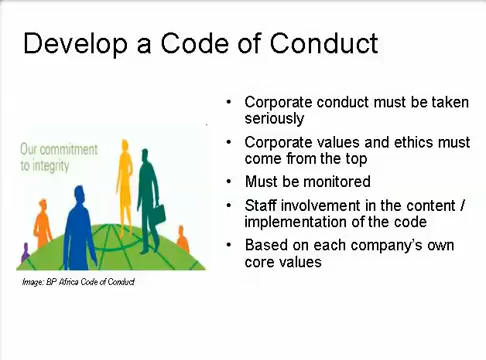 Develop a Code of Conduct
Our commitment
to integrity
Image: BP Africa Code of Conduct
• Corporate conduct must be taken
seriously
• Corporate values and ethics must
come from the top
• Must be monitored
• Staff involvement in the content /
implementation of the code
• Based on each company's own
core values